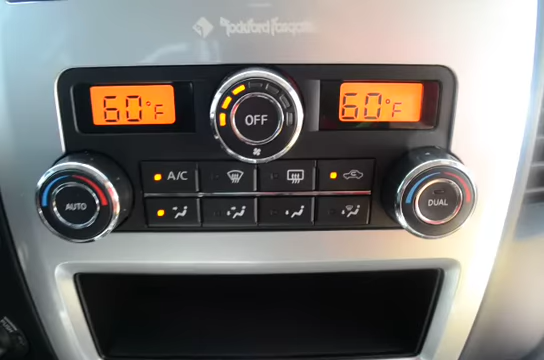 Rockford Fosgate
60°F
OFF
60°F
A/C
AUTO
DUAL